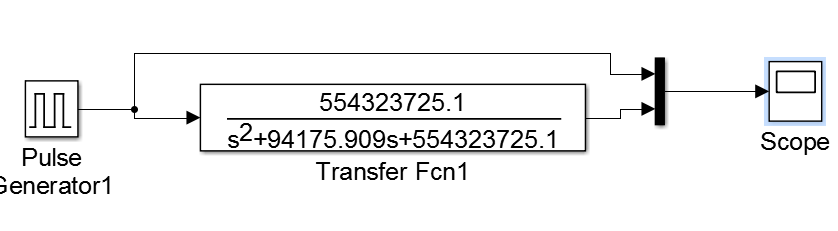 554323725.1
s2+94175.909s+554323725.1
Pulse
Generator1
Transfer Fcn1
Scope